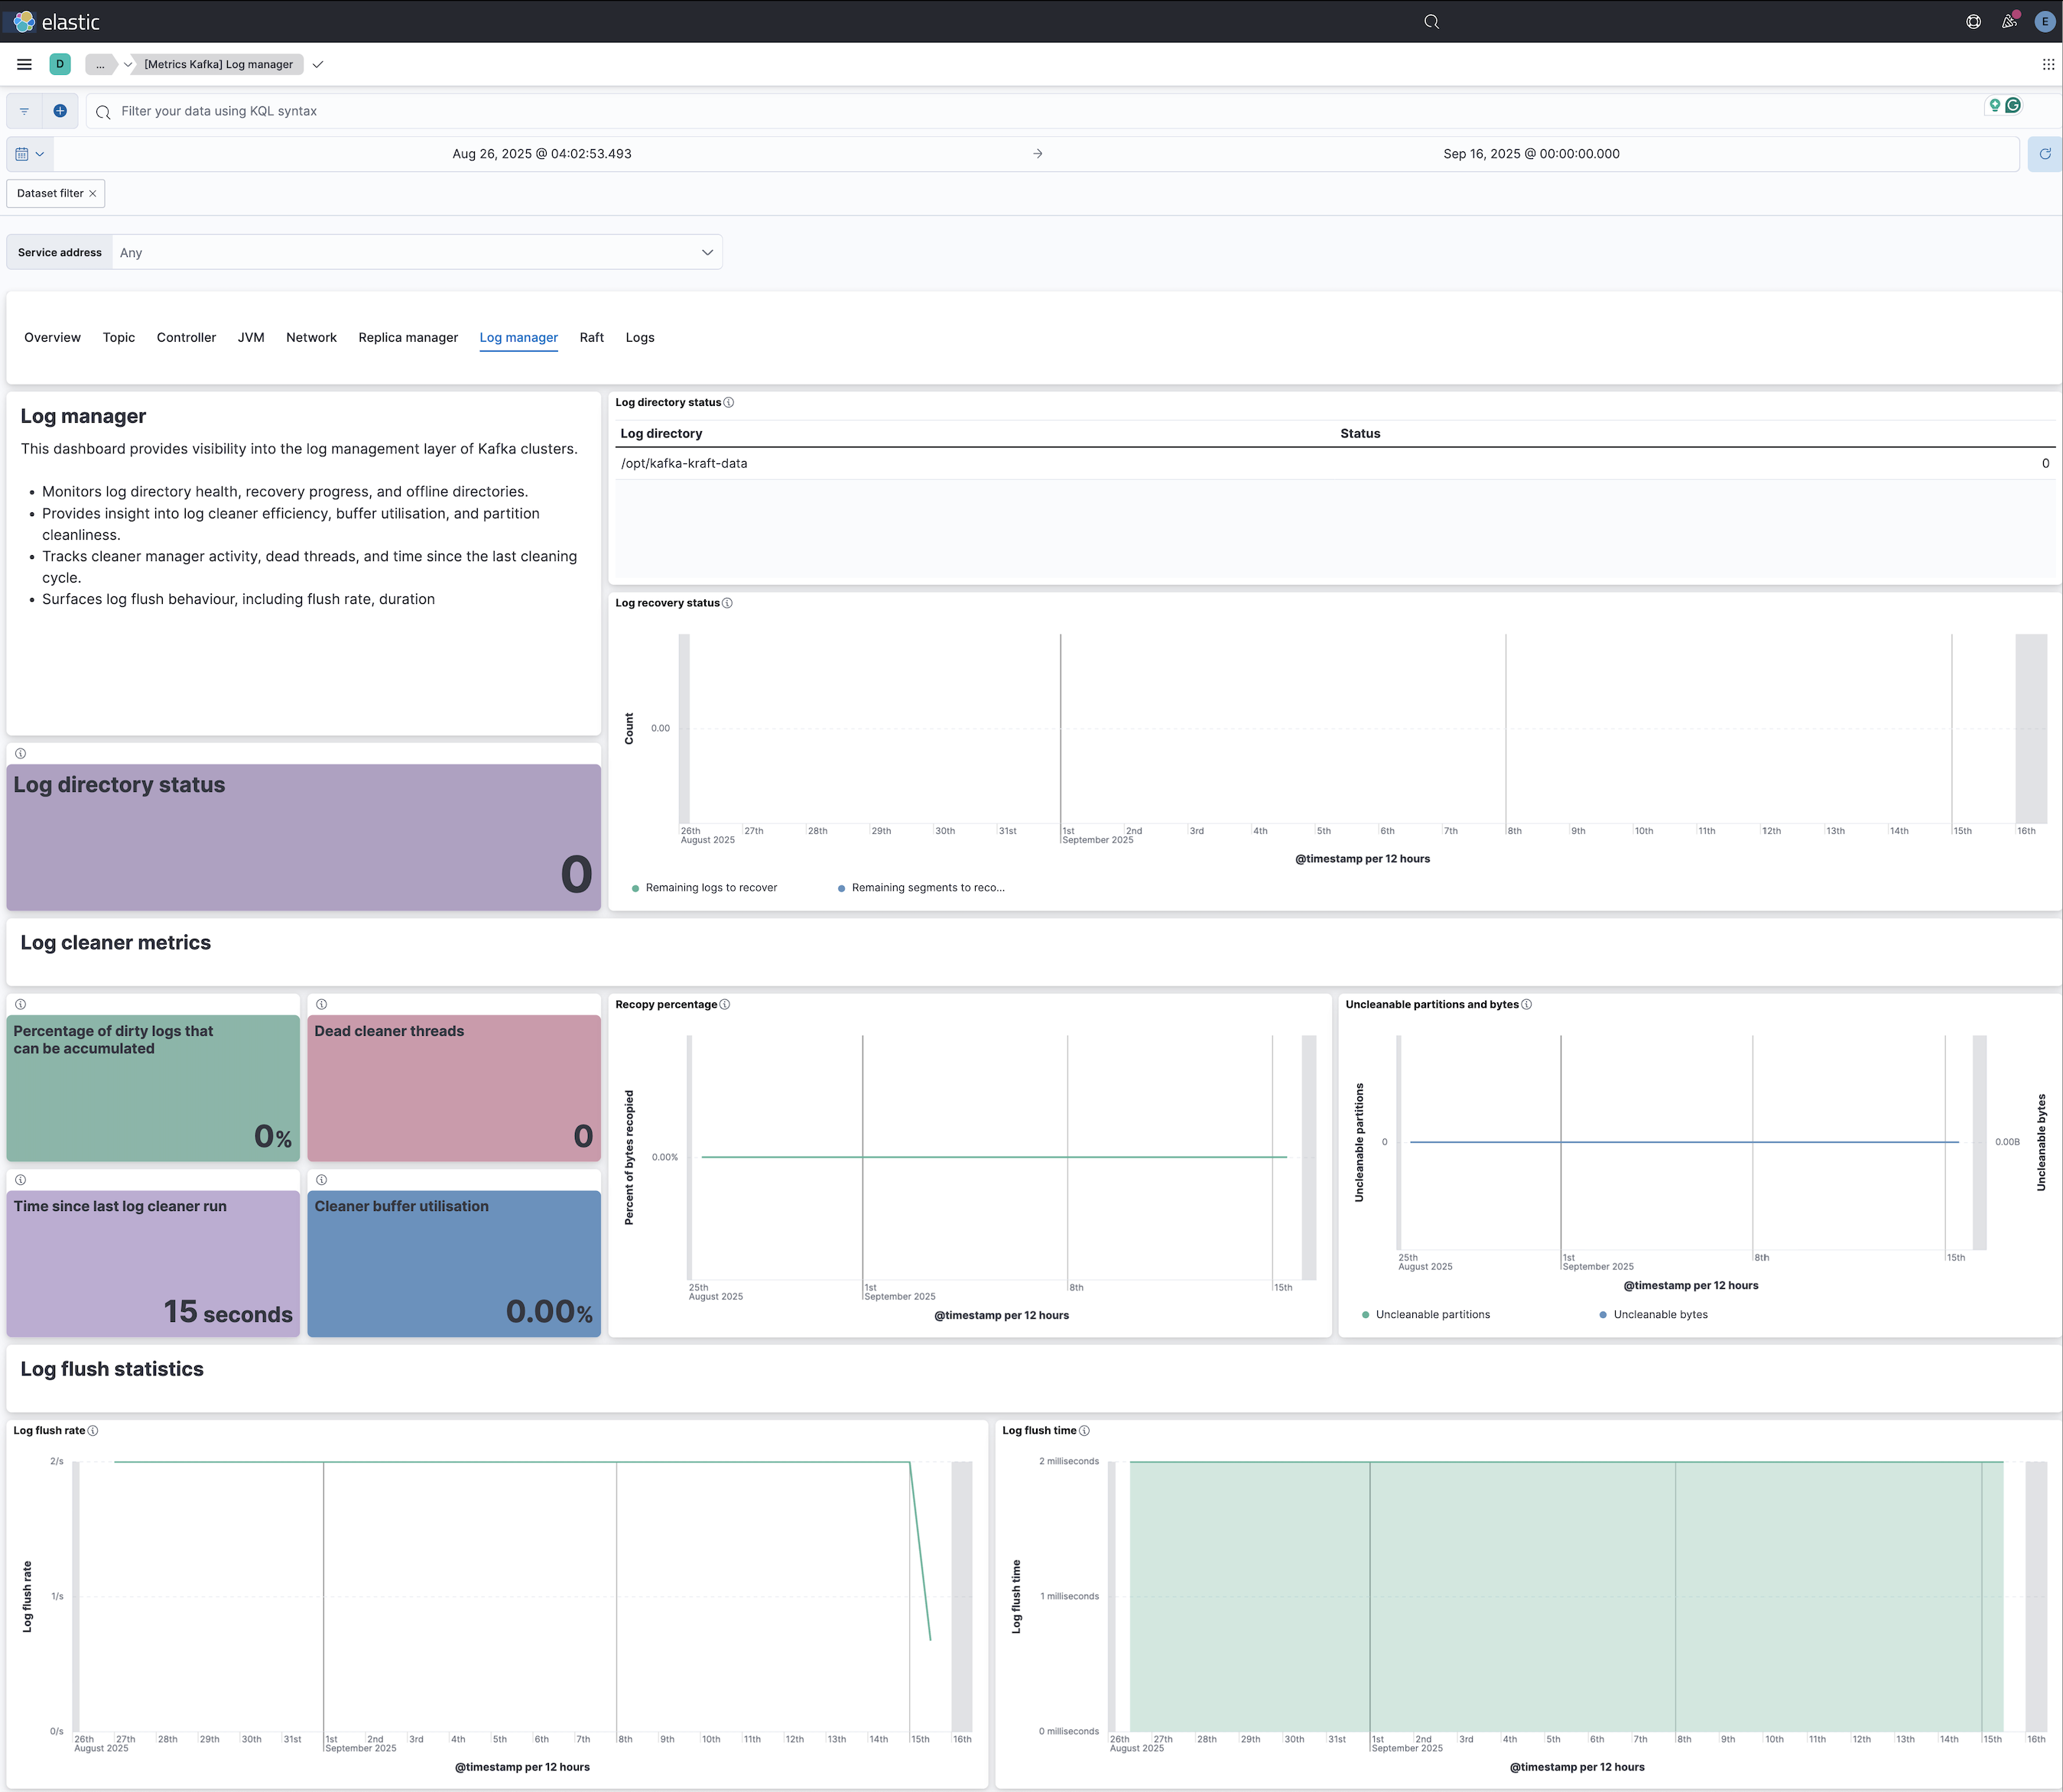 elastic
E
D
...
[Metrics Kafka] Log manager
Filter your data using KQL syntax
Aug 26, 2025 @ 04:02:53.493
Sep 16, 2025 @ 00:00:00.000
Dataset filter
Service address Any
Overview Topic Controller JVM Network Replica manager Log manager Raft Logs
Log manager
This dashboard provides visibility into the log management layer of Kafka clusters.
• Monitors log directory health, recovery progress, and offline directories.
• Provides insight into log cleaner efficiency, buffer utilisation, and partition
cleanliness.
• Tracks cleaner manager activity, dead threads, and time since the last cleaning
cycle.
• Surfaces log flush behaviour, including flush rate, duration
Log directory status
Log directory Status
/opt/kafka-kraft-data 0
Log recovery status
Count
0.00
26th 27th 28th 29th 30th 31st 1st 2nd 3rd 4th 5th 6th 7th 8th 9th 10th 11th 12th 13th 14th 15th 16th
August 2025 September 2025
@timestamp per 12 hours
Remaining logs to recover Remaining segments to reco...
Log directory status
0
Log cleaner metrics
Percentage of dirty logs that
can be accumulated
0%
Dead cleaner threads
0
Time since last log cleaner run
15 seconds
Cleaner buffer utilisation
0.00%
Recopy percentage
Percent of bytes recopied
0.00%
25th 1st 8th 15th
August 2025 September 2025
@timestamp per 12 hours
Uncleanable partitions and bytes
Uncleanable partitions
0
0.00B
Uncleanable bytes
25th 1st 8th 15th
August 2025 September 2025
@timestamp per 12 hours
Uncleanable partitions Uncleanable bytes
Log flush statistics
Log flush rate
Log flush rate
2/s
1/s
0/s
26th 27th 28th 29th 30th 31st 1st 2nd 3rd 4th 5th 6th 7th 8th 9th 10th 11th 12th 13th 14th 15th 16th
August 2025 September 2025
@timestamp per 12 hours
Log flush time
Log flush time
2 milliseconds
1 milliseconds
0 milliseconds
26th 27th 28th 29th 30th 31st 1st 2nd 3rd 4th 5th 6th 7th 8th 9th 10th 11th 12th 13th 14th 15th 16th
August 2025 September 2025
@timestamp per 12 hours